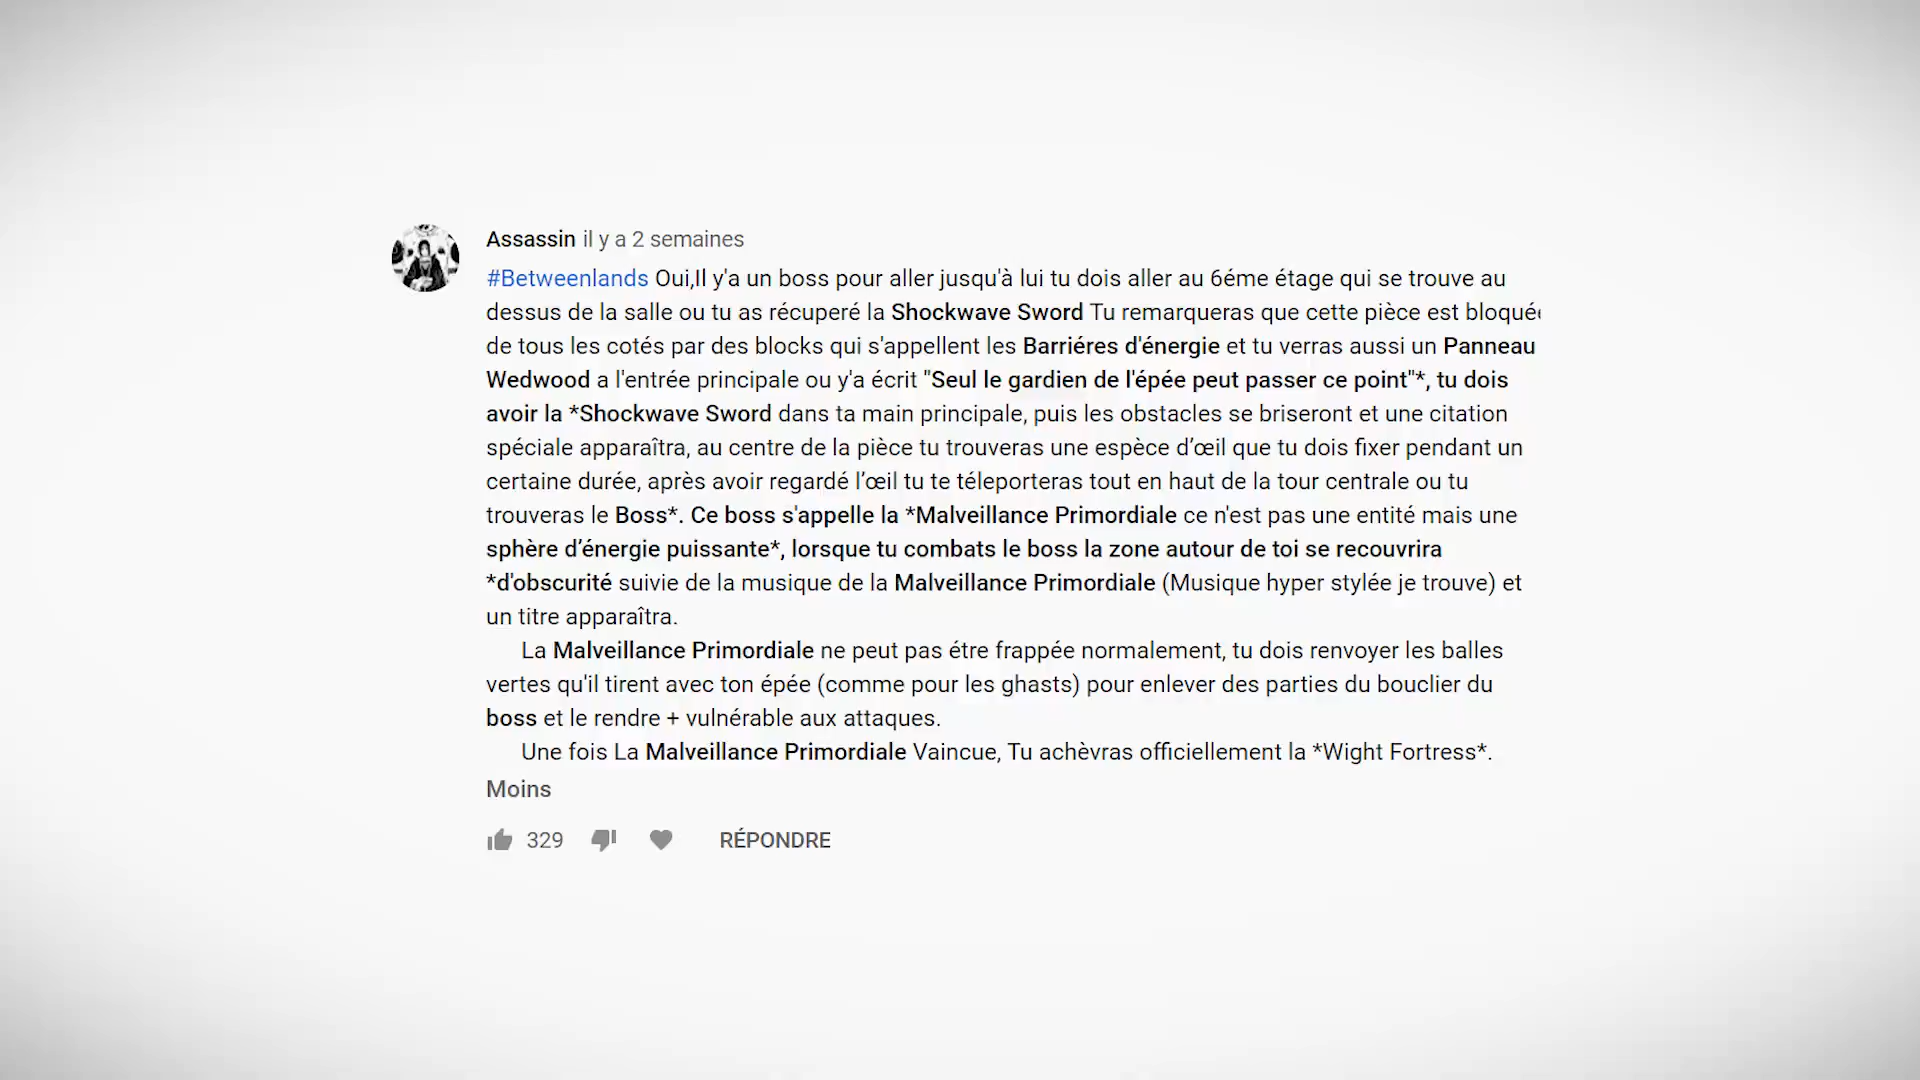 Assassin il y a 2 semaines
#Betweenlands Oui,Il y'a un boss pour aller jusqu'à lui tu dois aller au 6éme étage qui se trouve au
dessus de la salle ou tu as récuperé la Shockwave Sword Tu remarqueras que cette pièce est bloquée
de tous les cotés par des blocks qui s'appellent les Barriéres d'énergie et tu verras aussi un Panneau
Wedwood a l'entrée principale ou y'a écrit "Seul le gardien de l'épée peut passer ce point"*, tu dois
avoir la *Shockwave Sword dans ta main principale, puis les obstacles se briseront et une citation
spéciale apparaîtra, au centre de la pièce tu trouveras une espèce d’œil que tu dois fixer pendant un
certaine durée, après avoir regardé l’œil tu te téleporteras tout en haut de la tour centrale ou tu
trouveras le Boss*. Ce boss s'appelle la *Malveillance Primordiale ce n'est pas une entité mais une
sphère d’énergie puissante*, lorsque tu combats le boss la zone autour de toi se recouvrira
*d'obscurité suivie de la musique de la Malveillance Primordiale (Musique hyper stylée je trouve) et
un titre apparaîtra.
La Malveillance Primordiale ne peut pas étre frappée normalement, tu dois renvoyer les balles
vertes qu'il tirent avec ton épée (comme pour les ghasts) pour enlever des parties du bouclier du
boss et le rendre + vulnérable aux attaques.
Une fois La Malveillance Primordiale Vaincue, Tu achèvras officiellement la *Wight Fortress*.
Moins
329 RÉPONDRE